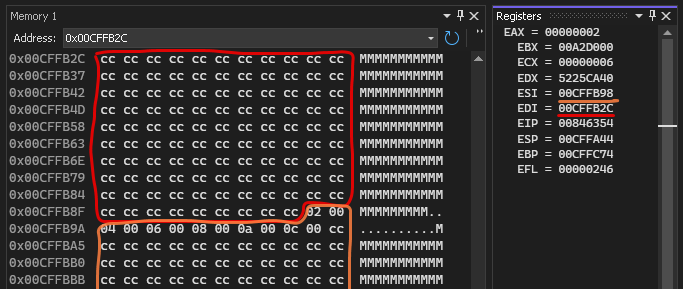 Memory 1
Address: 0x00CFFB2C
0x00CFFB2C cc cc cc cc cc cc cc cc cc cc cc MMMMMMMMMMM
0x00CFFB37 cc cc cc cc cc cc cc cc cc cc cc MMMMMMMMMMM
0x00CFFB42 cc cc cc cc cc cc cc cc cc cc cc MMMMMMMMMMM
0x00CFFB4D cc cc cc cc cc cc cc cc cc cc cc MMMMMMMMMMM
0x00CFFB58 cc cc cc cc cc cc cc cc cc cc cc MMMMMMMMMMM
0x00CFFB63 cc cc cc cc cc cc cc cc cc cc cc MMMMMMMMMMM
0x00CFFB6E cc cc cc cc cc cc cc cc cc cc cc MMMMMMMMMMM
0x00CFFB79 cc cc cc cc cc cc cc cc cc cc cc MMMMMMMMMMM
0x00CFFB84 cc cc cc cc cc cc cc cc cc cc cc MMMMMMMMMMM
0x00CFFB8F cc cc cc cc cc cc cc cc cc 02 00 MMMMMMMMM..
0x00CFFB9A 04 00 06 00 08 00 0a 00 0c 00 cc ..........M
0x00CFFBA5 cc cc cc cc cc cc cc cc cc cc cc MMMMMMMMMMM
0x00CFFBB0 cc cc cc cc cc cc cc cc cc cc cc MMMMMMMMMMM
0x00CFFBBB cc cc cc cc cc cc cc cc cc cc cc MMMMMMMMMMM
Registers
EAX = 00000002
EBX = 00A2D000
ECX = 00000006
EDX = 5225CA40
ESI = 00CFFB98
EDI = 00CFFB2C
EIP = 00846354
ESP = 00CFFA44
EBP = 00CFFC74
EFL = 00000246